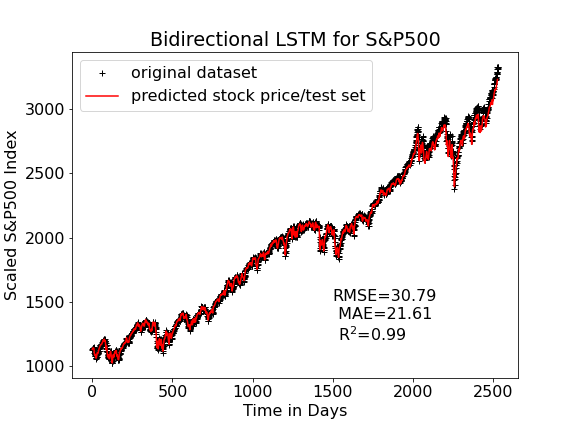 Bidirectional LSTM for S&P500
original dataset
predicted stock price/test set
Scaled S&P500 Index
3000
2500
2000
1500
1000
RMSE=30.79
MAE=21.61
R²=0.99
0 500 1000 1500 2000 2500
Time in Days